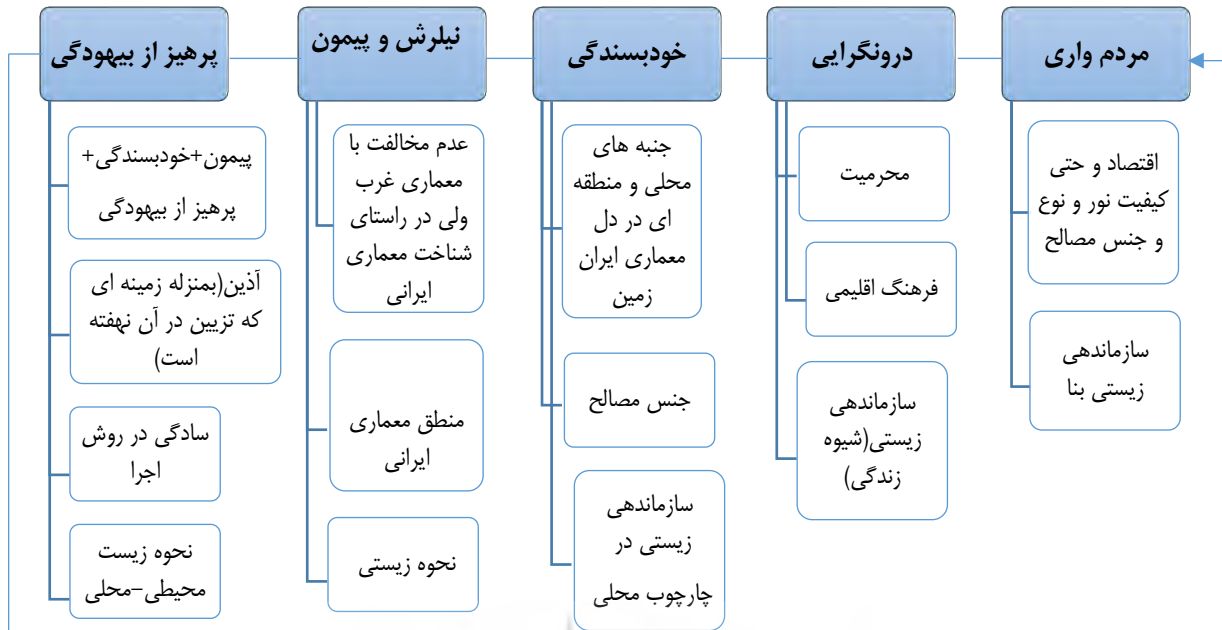 مردم واری
اقتصاد و حتی
کیفیت نور و نوع
و جنس مصالح
سازماندهی
زیستی بنا
درونگرایی
محرمیت
فرهنگ اقلیمی
سازماندهی
زیستی(شیوه
زندگی)
خودبسندگی
جنبه های
محلی و منطقه
ای در دل
معماری ایران
زمین
جنس مصالح
سازماندهی
زیستی در
چارچوب محلی
نیلرش و پیمون
عدم مخالفت با
معماری غرب
ولی در راستای
شناخت معماری
ایرانی
منطق معماری
ایرانی
نحوه زیستی
پرهیز از بیهودگی
پیمون+خودبسندگی+
پرهیز از بیهودگی
آذین(بمنزله زمینه ای
که تزیین در آن نهفته
است)
سادگی در روش
اجرا
نحوه زیست
محیطی-محلی